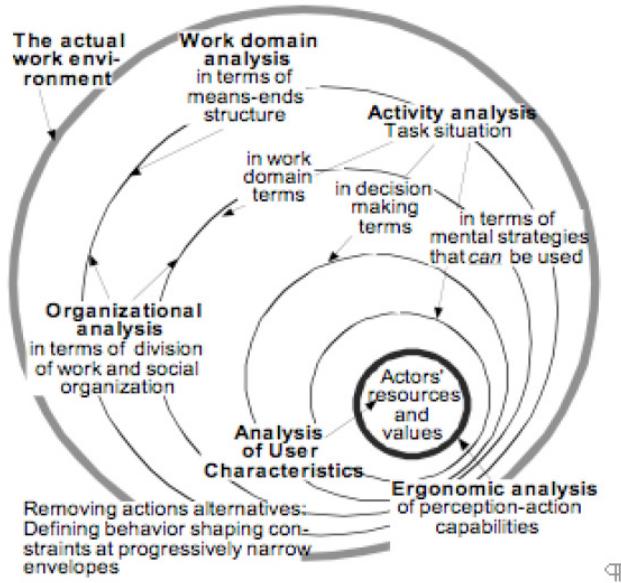 The actual
work envi-
ronment
Work domain
analysis
in terms of
means-ends
structure
Activity analysis
Task situation
in work
domain
terms
in decision
making
terms
in terms of
mental strategies
that can be used
Organizational
analysis
in terms of division
of work and social
organization
Actors'
resources
and
values
Analysis
of User
Characteristics
Ergonomic analysis
of perception-action
capabilities
Removing actions alternatives:
Defining behavior shaping con-
straints at progressively narrow
envelopes
¶